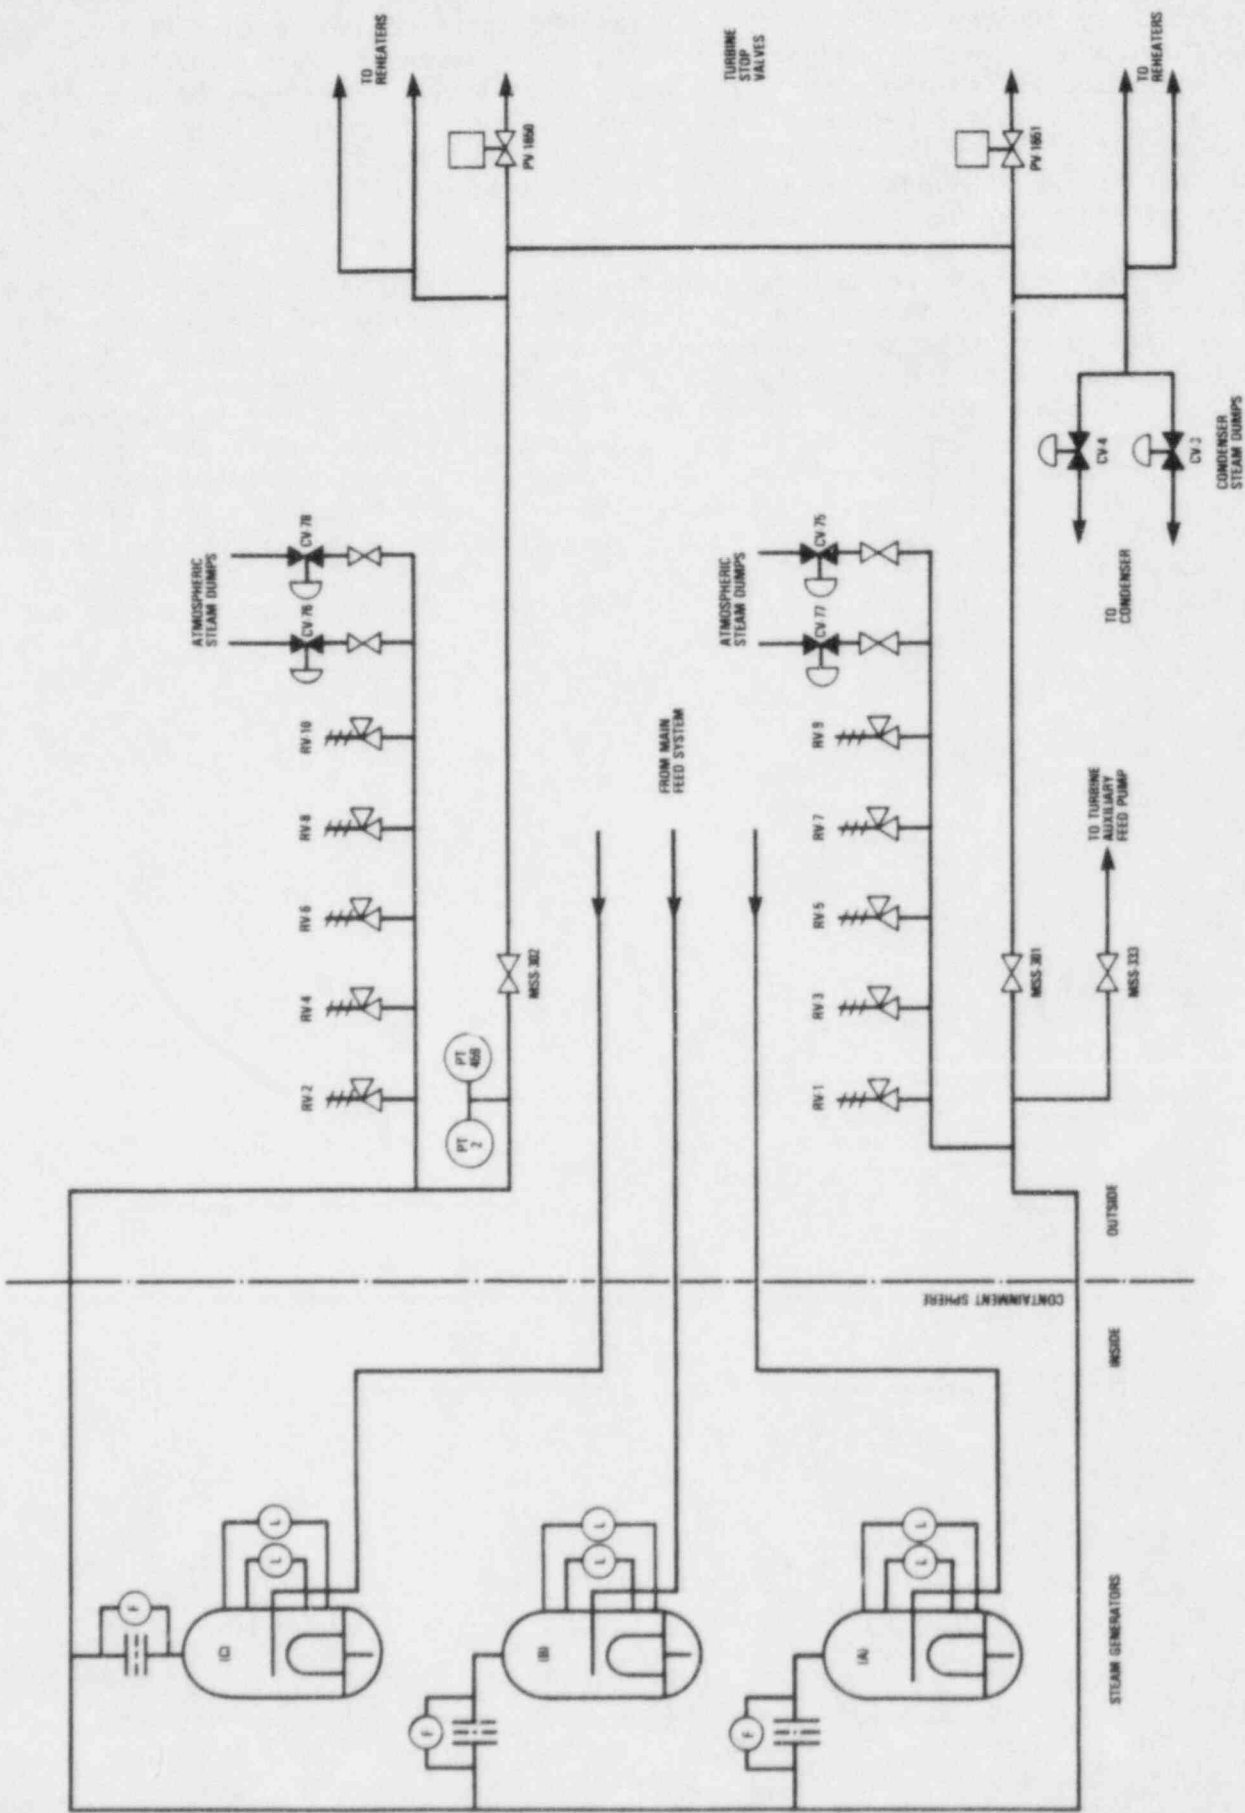 TO
REHEATERS
PV-1860
TURBINE
STOP
VALVES
PV-1861
TO
REHEATERS
ATMOSPHERIC
STEAM DUMPS
CV-76
CV-78
RV-2
RV-4
RV-6
RV-8
RV-10
PT
2
PT
MSS-302
FROM MAIN
FEED SYSTEM
ATMOSPHERIC
STEAM DUMPS
CV-77
CV-75
RV-1
RV-3
RV-5
RV-7
RV-9
MSS-301
MSS-333
TO TURBINE
AUXILIARY
FEED PUMP
CV-4
CV-3
TO
CONDENSER
CONDENSER
STEAM DUMPS
OUTSIDE
CONTAINMENT SPHERE
INSIDE
F
(C)
L
L
F
(B)
L
L
F
(A)
L
L
STEAM GENERATORS